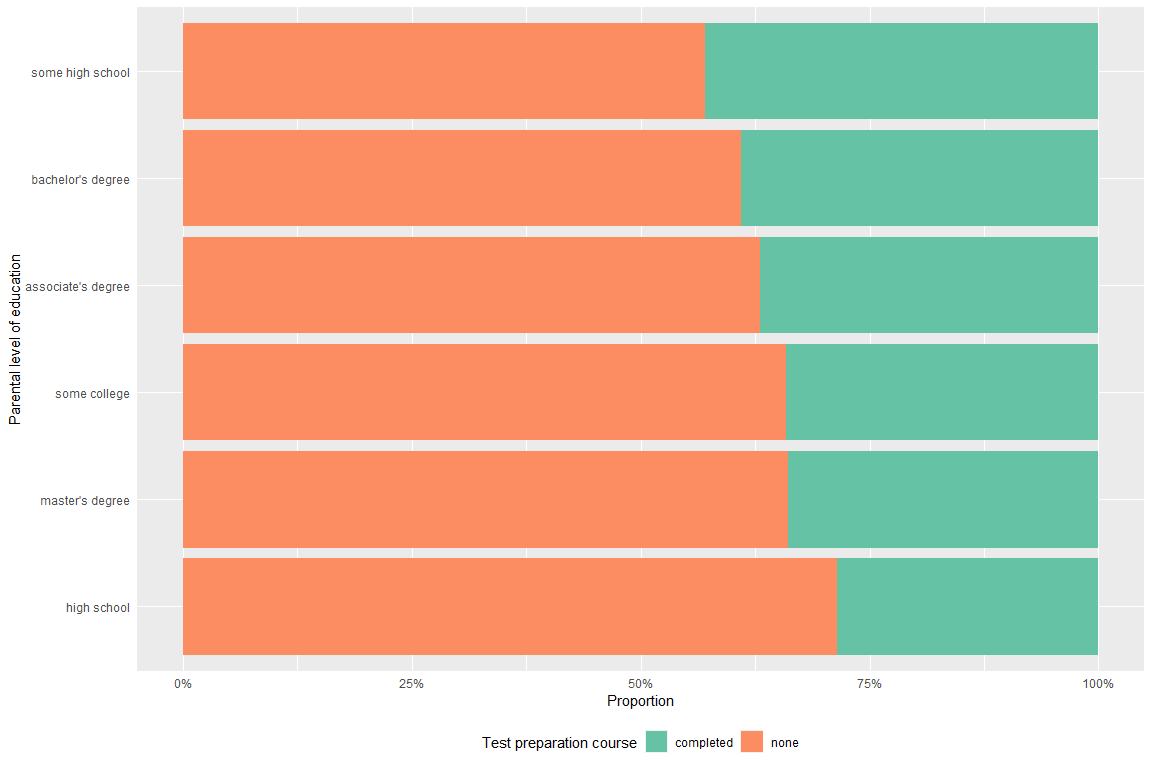 Parental level of education
some high school
bachelor's degree
associate's degree
some college
master's degree
high school
0% 25% 50% 75% 100%
Proportion
Test preparation course completed none